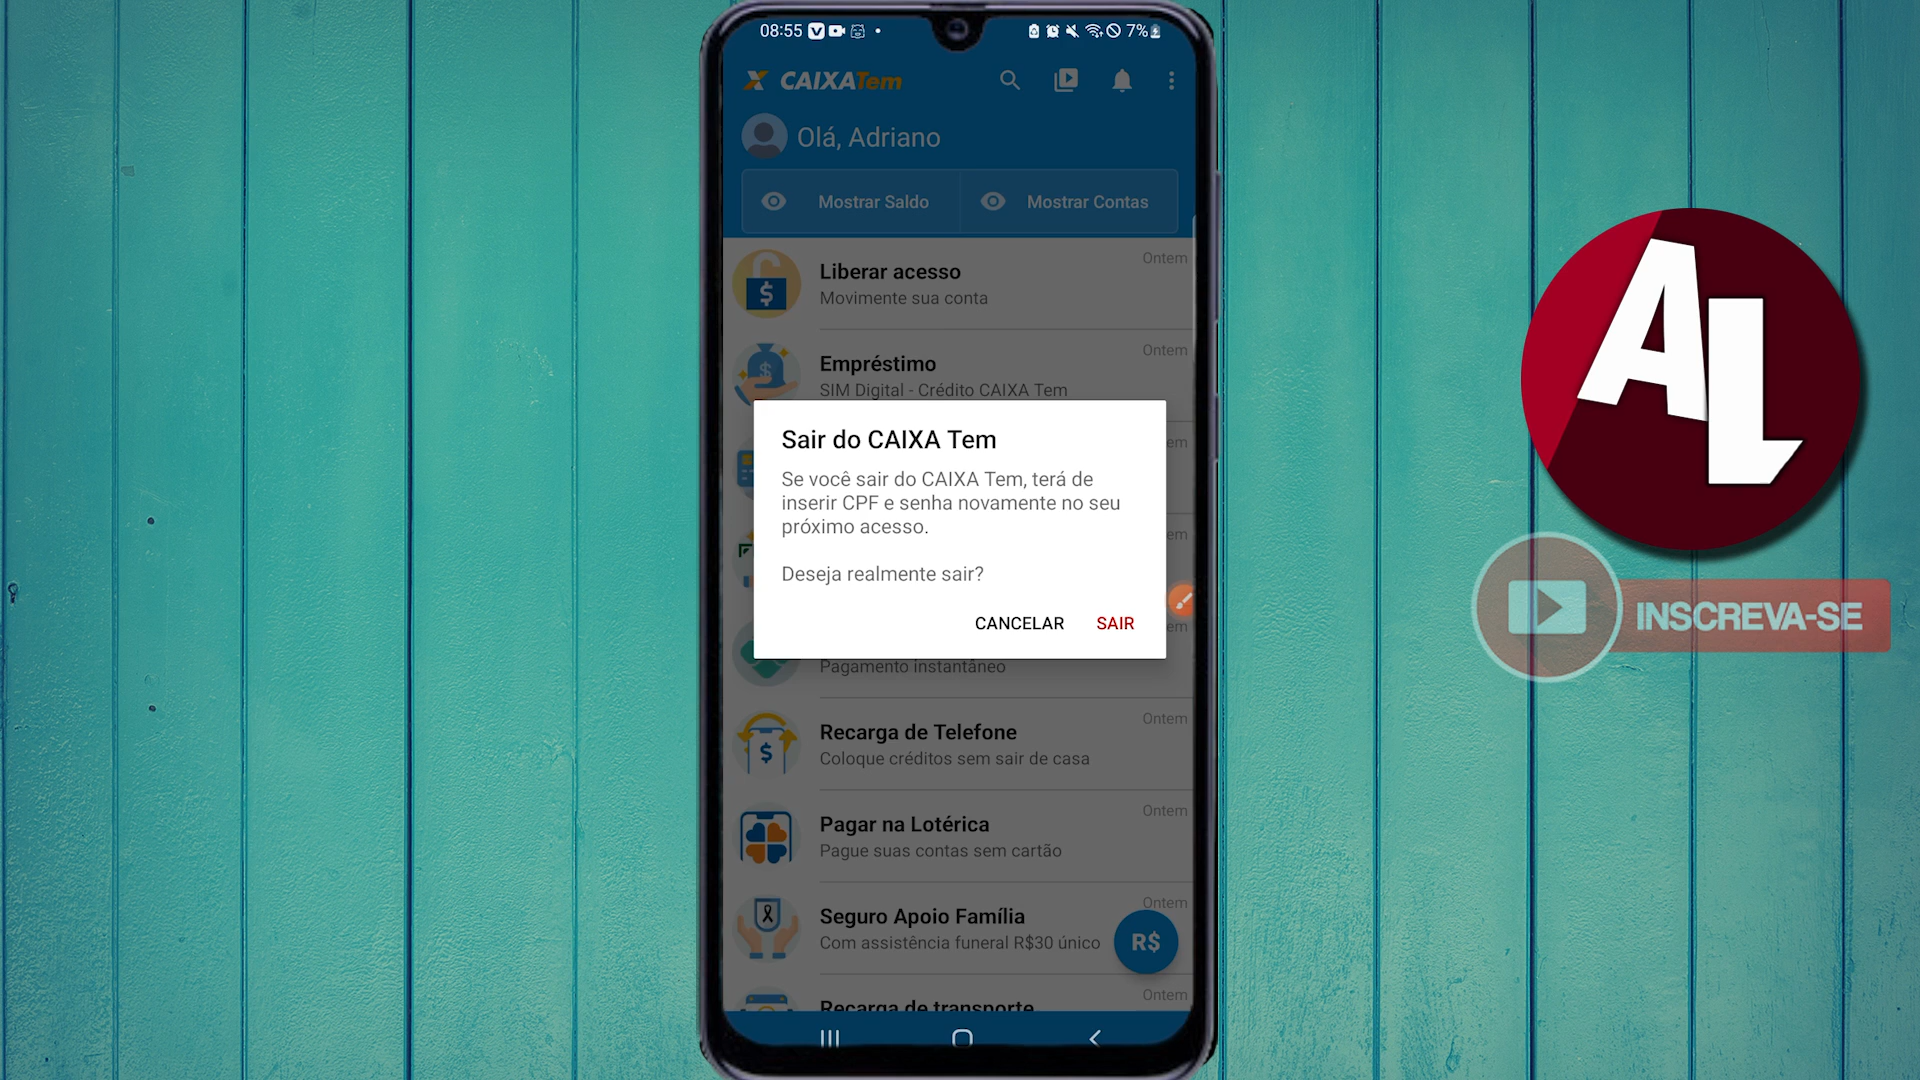 08:55
7%
CAIXATem
Olá, Adriano
Mostrar Saldo
Mostrar Contas
Ontem
Liberar acesso
Movimente sua conta
Ontem
Empréstimo
SIM Digital - Crédito CAIXA Tem
em
Sair do CAIXA Tem
Se você sair do CAIXA Tem, terá de
inserir CPF e senha novamente no seu
próximo acesso.
em
Deseja realmente sair?
CANCELAR
SAIR
em
Pagamento instantâneo
Ontem
Recarga de Telefone
Coloque créditos sem sair de casa
Ontem
Pagar na Lotérica
Pague suas contas sem cartão
Ontem
Seguro Apoio Família
Com assistência funeral R$30 único
R$
Ontem
Recarga de transporte
AL
INSCREVA-SE